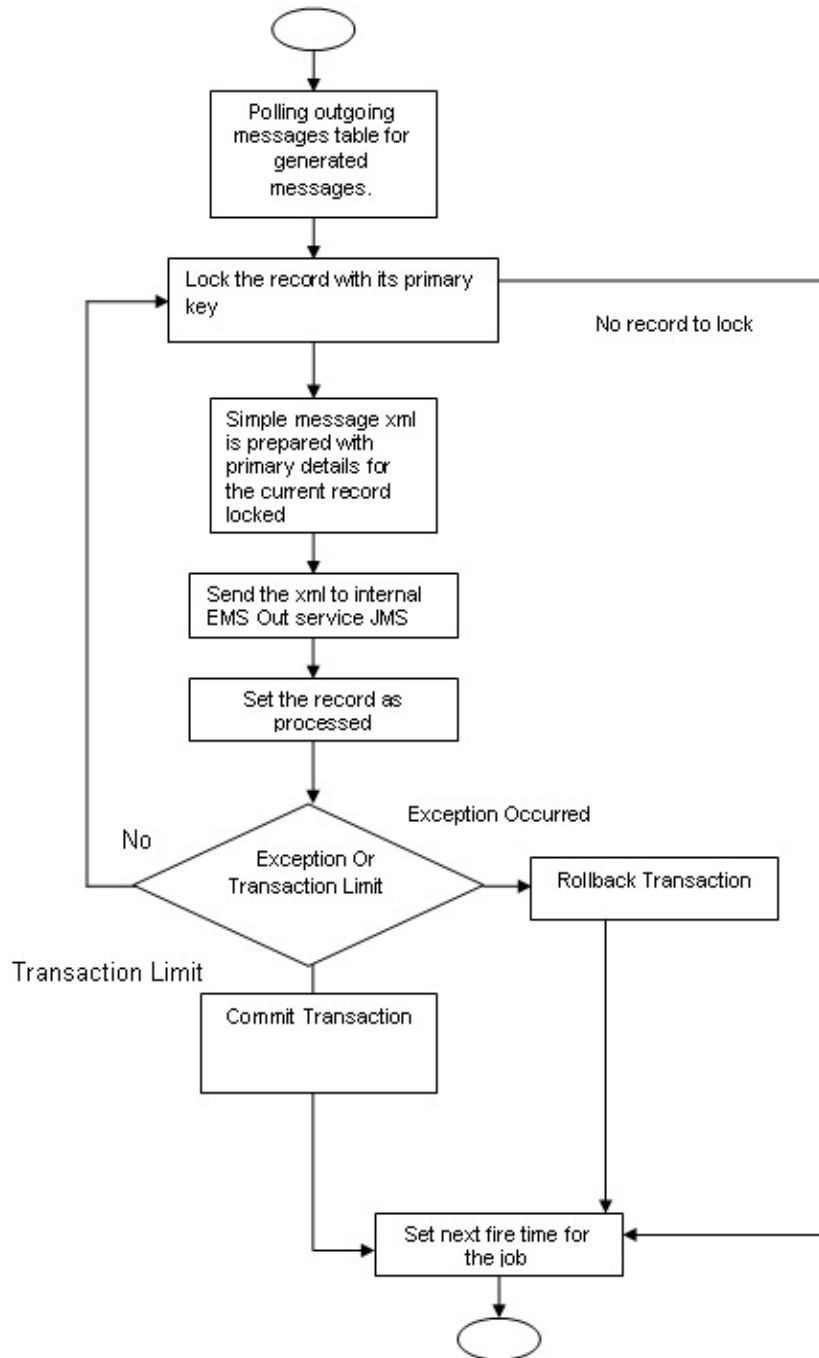 Polling outgoing
messages table for
generated
messages.
Lock the record with its primary
key
No record to lock
Simple message xml
is prepared with
primary details for
the current record
locked
Send the xml to internal
EMS Out service JMS
Set the record as
processed
Exception Occurred
No
Exception Or
Transaction Limit
Rollback Transaction
Transaction Limit
Commit Transaction
Set next fire time for
the job